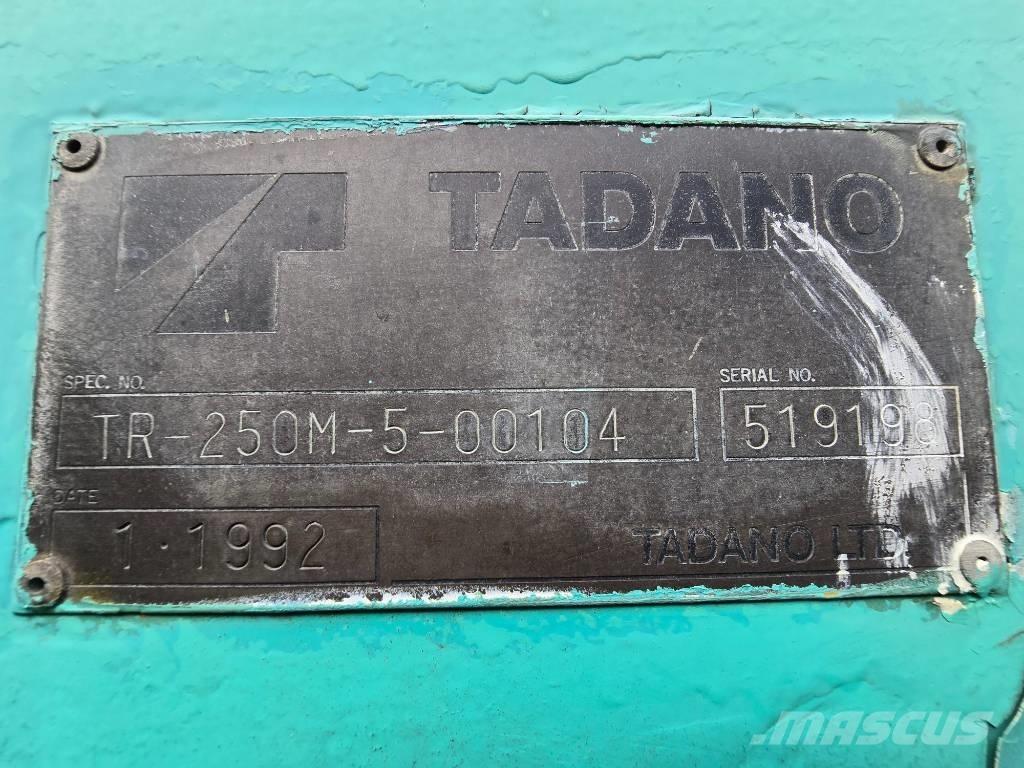 TADANO
SPEC. NO.
TR-250M-5-00104
SERIAL NO.
519198
DATE
1·1992
TADANO LTD.
MASCUS